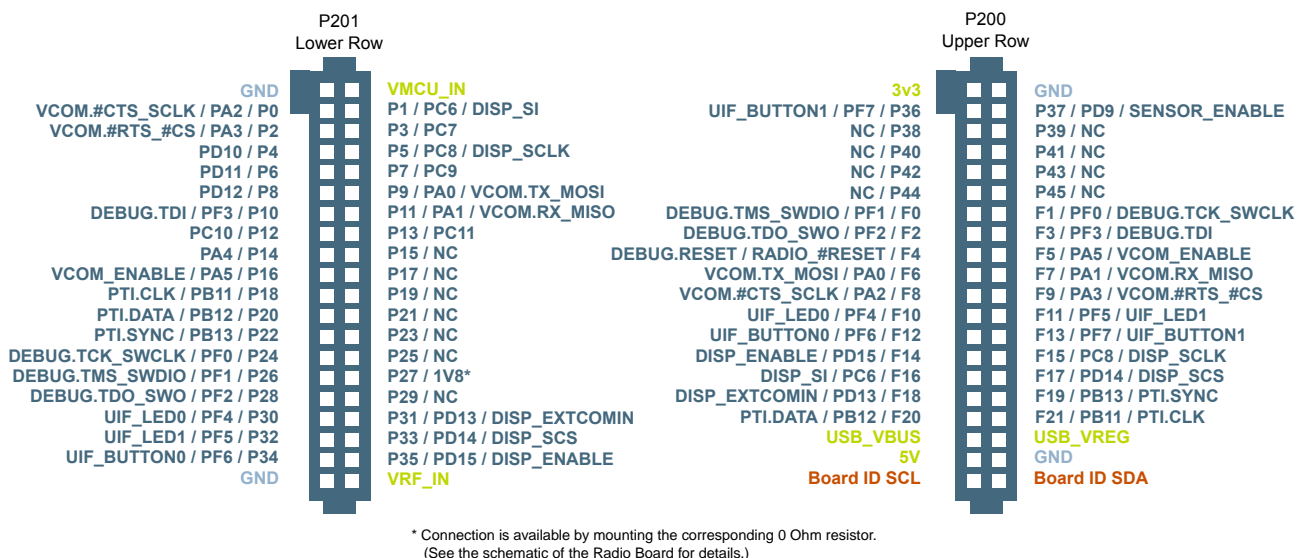 P201
Lower Row
GND
VMCU_IN
VCOM.#CTS_SCLK / PA2 / P0
P1 / PC6 / DISP_SI
VCOM.#RTS_#CS / PA3 / P2
P3 / PC7
PD10 / P4
P5 / PC8 / DISP_SCLK
PD11 / P6
P7 / PC9
PD12 / P8
P9 / PA0 / VCOM.TX_MOSI
DEBUG.TDI / PF3 / P10
P11 / PA1 / VCOM.RX_MISO
PC10 / P12
P13 / PC11
PA4 / P14
P15 / NC
VCOM_ENABLE / PA5 / P16
P17 / NC
PTI.CLK / PB11 / P18
P19 / NC
PTI.DATA / PB12 / P20
P21 / NC
PTI.SYNC / PB13 / P22
P23 / NC
DEBUG.TCK_SWCLK / PF0 / P24
P25 / NC
DEBUG.TMS_SWDIO / PF1 / P26
P27 / 1V8*
DEBUG.TDO_SWO / PF2 / P28
P29 / NC
UIF_LED0 / PF4 / P30
P31 / PD13 / DISP_EXTCOMIN
UIF_LED1 / PF5 / P32
P33 / PD14 / DISP_SCS
UIF_BUTTON0 / PF6 / P34
P35 / PD15 / DISP_ENABLE
GND
VRF_IN
P200
Upper Row
3v3
GND
UIF_BUTTON1 / PF7 / P36
P37 / PD9 / SENSOR_ENABLE
NC / P38
P39 / NC
NC / P40
P41 / NC
NC / P42
P43 / NC
NC / P44
P45 / NC
DEBUG.TMS_SWDIO / PF1 / F0
F1 / PF0 / DEBUG.TCK_SWCLK
DEBUG.TDO_SWO / PF2 / F2
F3 / PF3 / DEBUG.TDI
DEBUG.RESET / RADIO_#RESET / F4
F5 / PA5 / VCOM_ENABLE
VCOM.TX_MOSI / PA0 / F6
F7 / PA1 / VCOM.RX_MISO
VCOM.#CTS_SCLK / PA2 / F8
F9 / PA3 / VCOM.#RTS_#CS
UIF_LED0 / PF4 / F10
F11 / PF5 / UIF_LED1
UIF_BUTTON0 / PF6 / F12
F13 / PF7 / UIF_BUTTON1
DISP_ENABLE / PD15 / F14
F15 / PC8 / DISP_SCLK
DISP_SI / PC6 / F16
F17 / PD14 / DISP_SCS
DISP_EXTCOMIN / PD13 / F18
F19 / PB13 / PTI.SYNC
PTI.DATA / PB12 / F20
F21 / PB11 / PTI.CLK
USB_VBUS
USB_VREG
5V
GND
Board ID SCL
Board ID SDA
* Connection is available by mounting the corresponding 0 Ohm resistor.
(See the schematic of the Radio Board for details.)